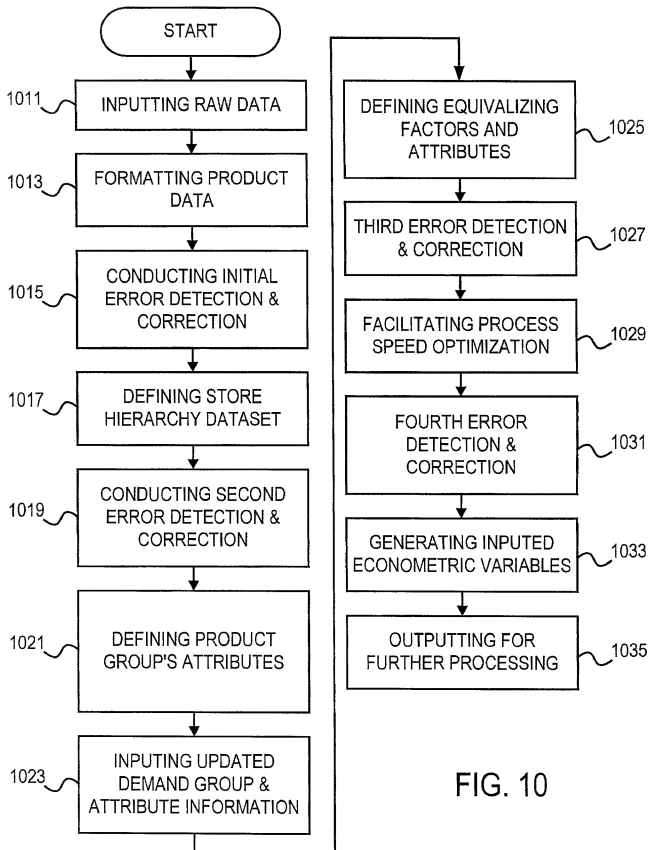 START
1011
INPUTTING RAW DATA
1013
FORMATTING PRODUCT
DATA
1015
CONDUCTING INITIAL
ERROR DETECTION &
CORRECTION
1017
DEFINING STORE
HIERARCHY DATASET
1019
CONDUCTING SECOND
ERROR DETECTION &
CORRECTION
1021
DEFINING PRODUCT
GROUP'S ATTRIBUTES
1023
INPUTING UPDATED
DEMAND GROUP &
ATTRIBUTE INFORMATION
DEFINING EQUIVALIZING
FACTORS AND
ATTRIBUTES
1025
THIRD ERROR DETECTION
& CORRECTION
1027
FACILITATING PROCESS
SPEED OPTIMIZATION
1029
FOURTH ERROR
DETECTION &
CORRECTION
1031
GENERATING INPUTED
ECONOMETRIC VARIABLES
1033
OUTPUTTING FOR
FURTHER PROCESSING
1035
FIG. 10